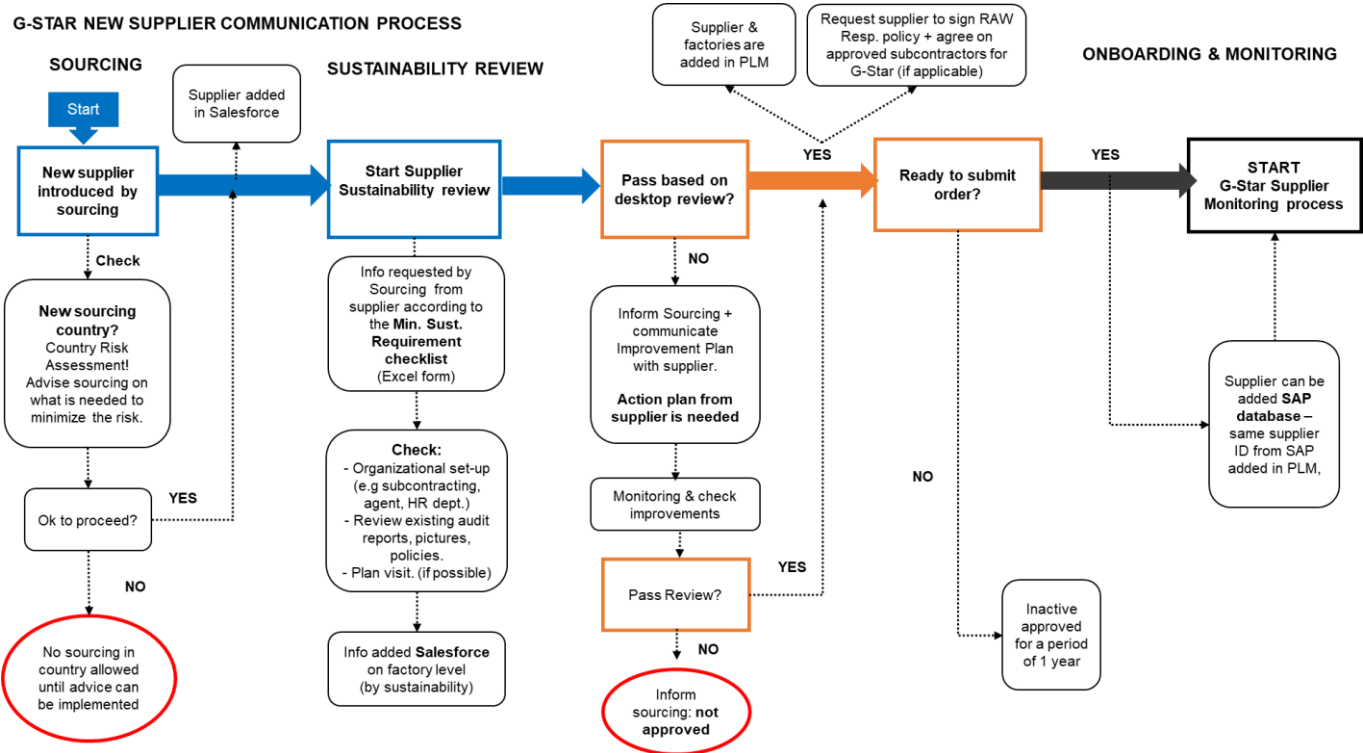 G-STAR NEW SUPPLIER COMMUNICATION PROCESS
SOURCING
SUSTAINABILITY REVIEW
ONBOARDING & MONITORING
Start
New supplier
introduced by
sourcing
Supplier added
in Salesforce
Check
New sourcing
country?
Country Risk
Assessment!
Advise sourcing on
what is needed to
minimize the risk.
Ok to proceed?
YES
NO
No sourcing in
country allowed
until advice can
be implemented
Start Supplier
Sustainability review
Info requested by
Sourcing from
supplier according to
the Min. Sust.
Requirement
checklist
(Excel form)
Check:
- Organizational set-up
(e.g subcontracting,
agent, HR dept.)
- Review existing audit
reports, pictures,
policies.
- Plan visit. (if possible)
Info added Salesforce
on factory level
(by sustainability)
Pass based on
desktop review?
NO
Inform Sourcing +
communicate
Improvement Plan
with supplier.
Action plan from
supplier is needed
Monitoring & check
improvements
Pass Review?
YES
NO
Inform
sourcing: not
approved
YES
Supplier &
factories are
added in PLM
Request supplier to sign RAW
Resp. policy + agree on
approved subcontractors for
G-Star (if applicable)
Ready to submit
order?
NO
Inactive
approved
for a period
of 1 year
YES
START
G-Star Supplier
Monitoring process
Supplier can be
added SAP
database –
same supplier
ID from SAP
added in PLM,